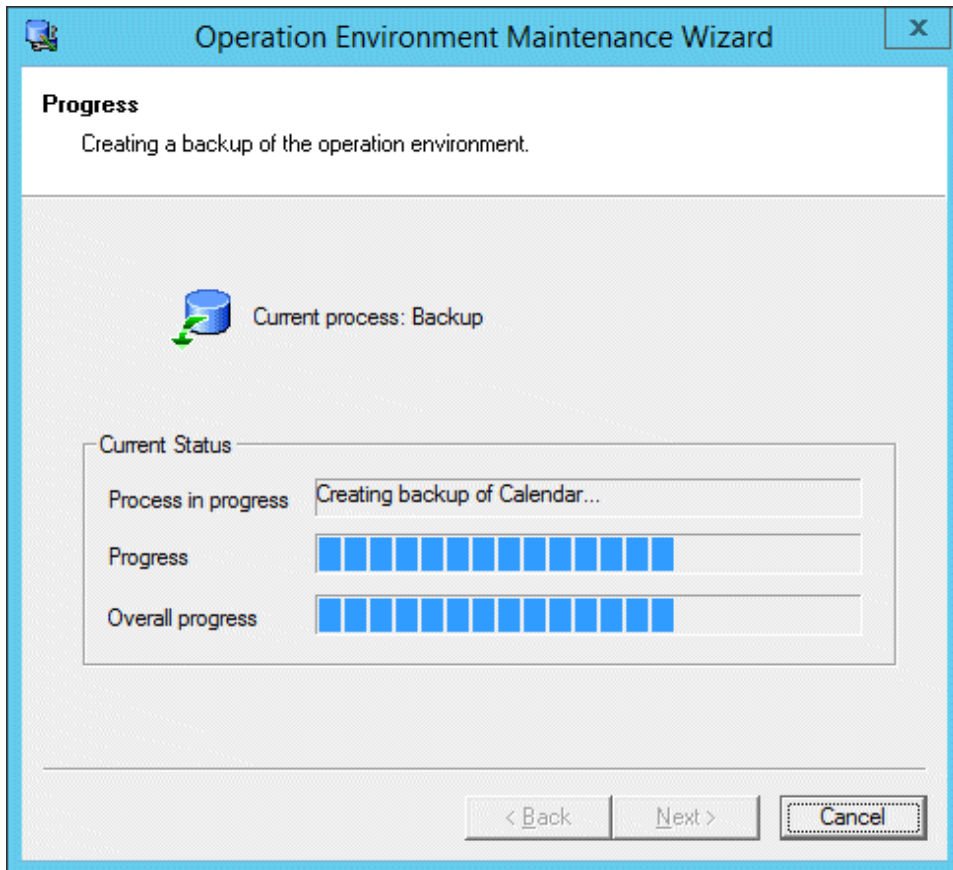 Operation Environment Maintenance Wizard
x
Progress
Creating a backup of the operation environment.
Current process: Backup
Current Status
Process in progress
Creating backup of Calendar...
Progress
Overall progress
< Back
Next >
Cancel